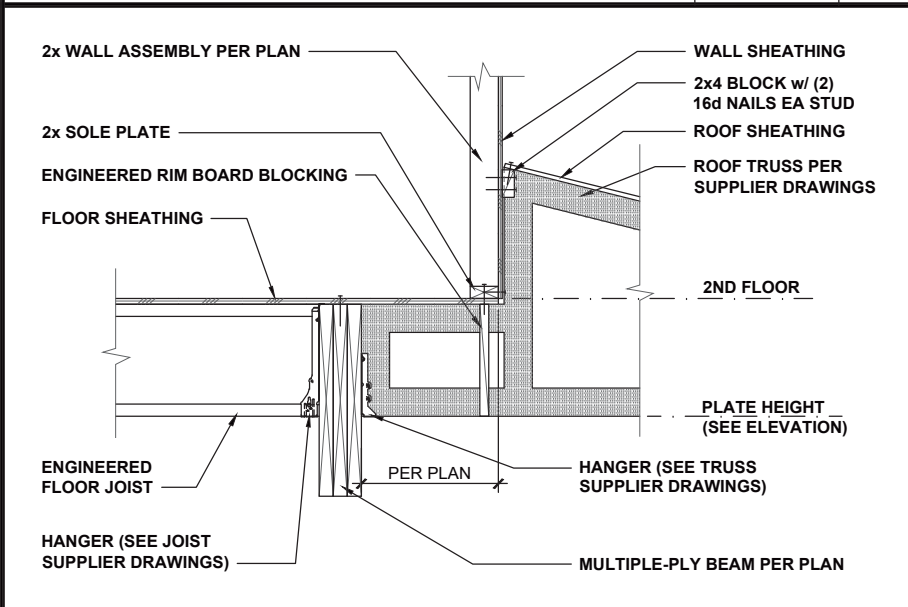 2x WALL ASSEMBLY PER PLAN
2x SOLE PLATE
ENGINEERED RIM BOARD BLOCKING
FLOOR SHEATHING
WALL SHEATHING
2x4 BLOCK w/ (2)
16d NAILS EA STUD
ROOF SHEATHING
ROOF TRUSS PER
SUPPLIER DRAWINGS
2ND FLOOR
PLATE HEIGHT
(SEE ELEVATION)
ENGINEERED
FLOOR JOIST
PER PLAN
HANGER (SEE TRUSS
SUPPLIER DRAWINGS)
HANGER (SEE JOIST
SUPPLIER DRAWINGS)
MULTIPLE-PLY BEAM PER PLAN